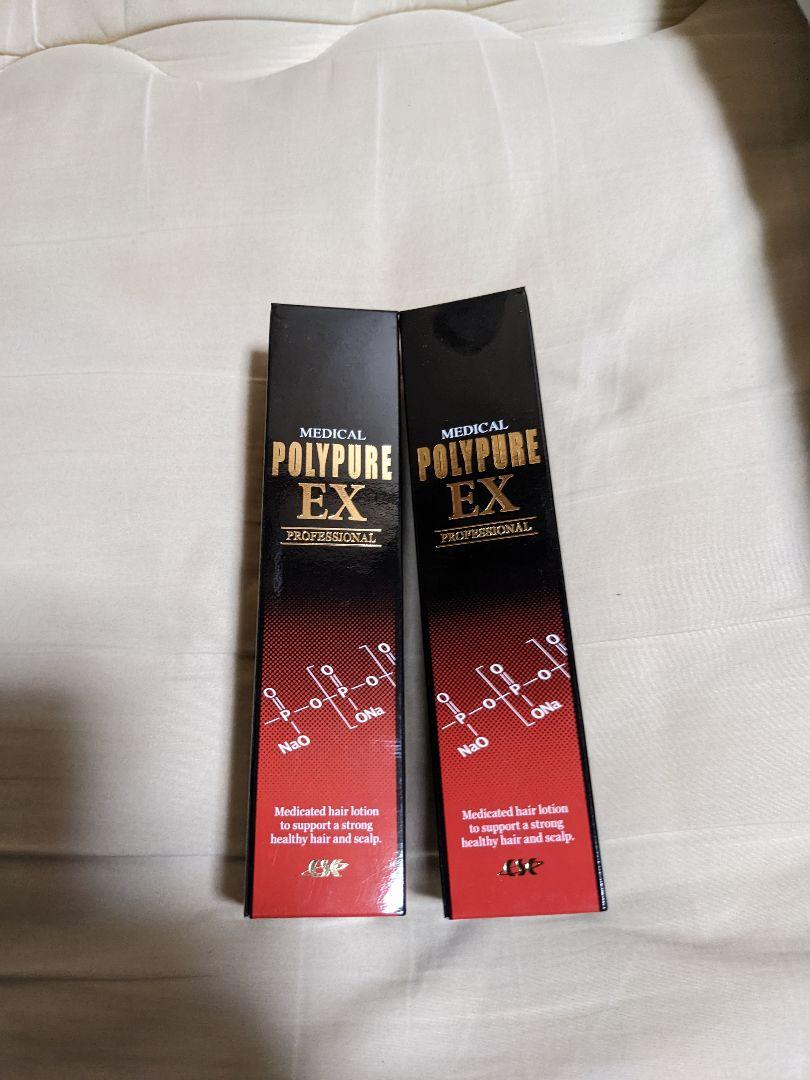 MEDICAL
POLYPURE
EX
PROFESSIONAL
O
O
O
P
O
P
O
NaO
ONa
Medicated hair lotion
to support a strong
healthy hair and scalp.
MEDICAL
POLYPURE
EX
PROFESSIONAL
O
O
O
P
O
P
O
NaO
ONa
Medicated hair lotion
to support a strong
healthy hair and scalp.